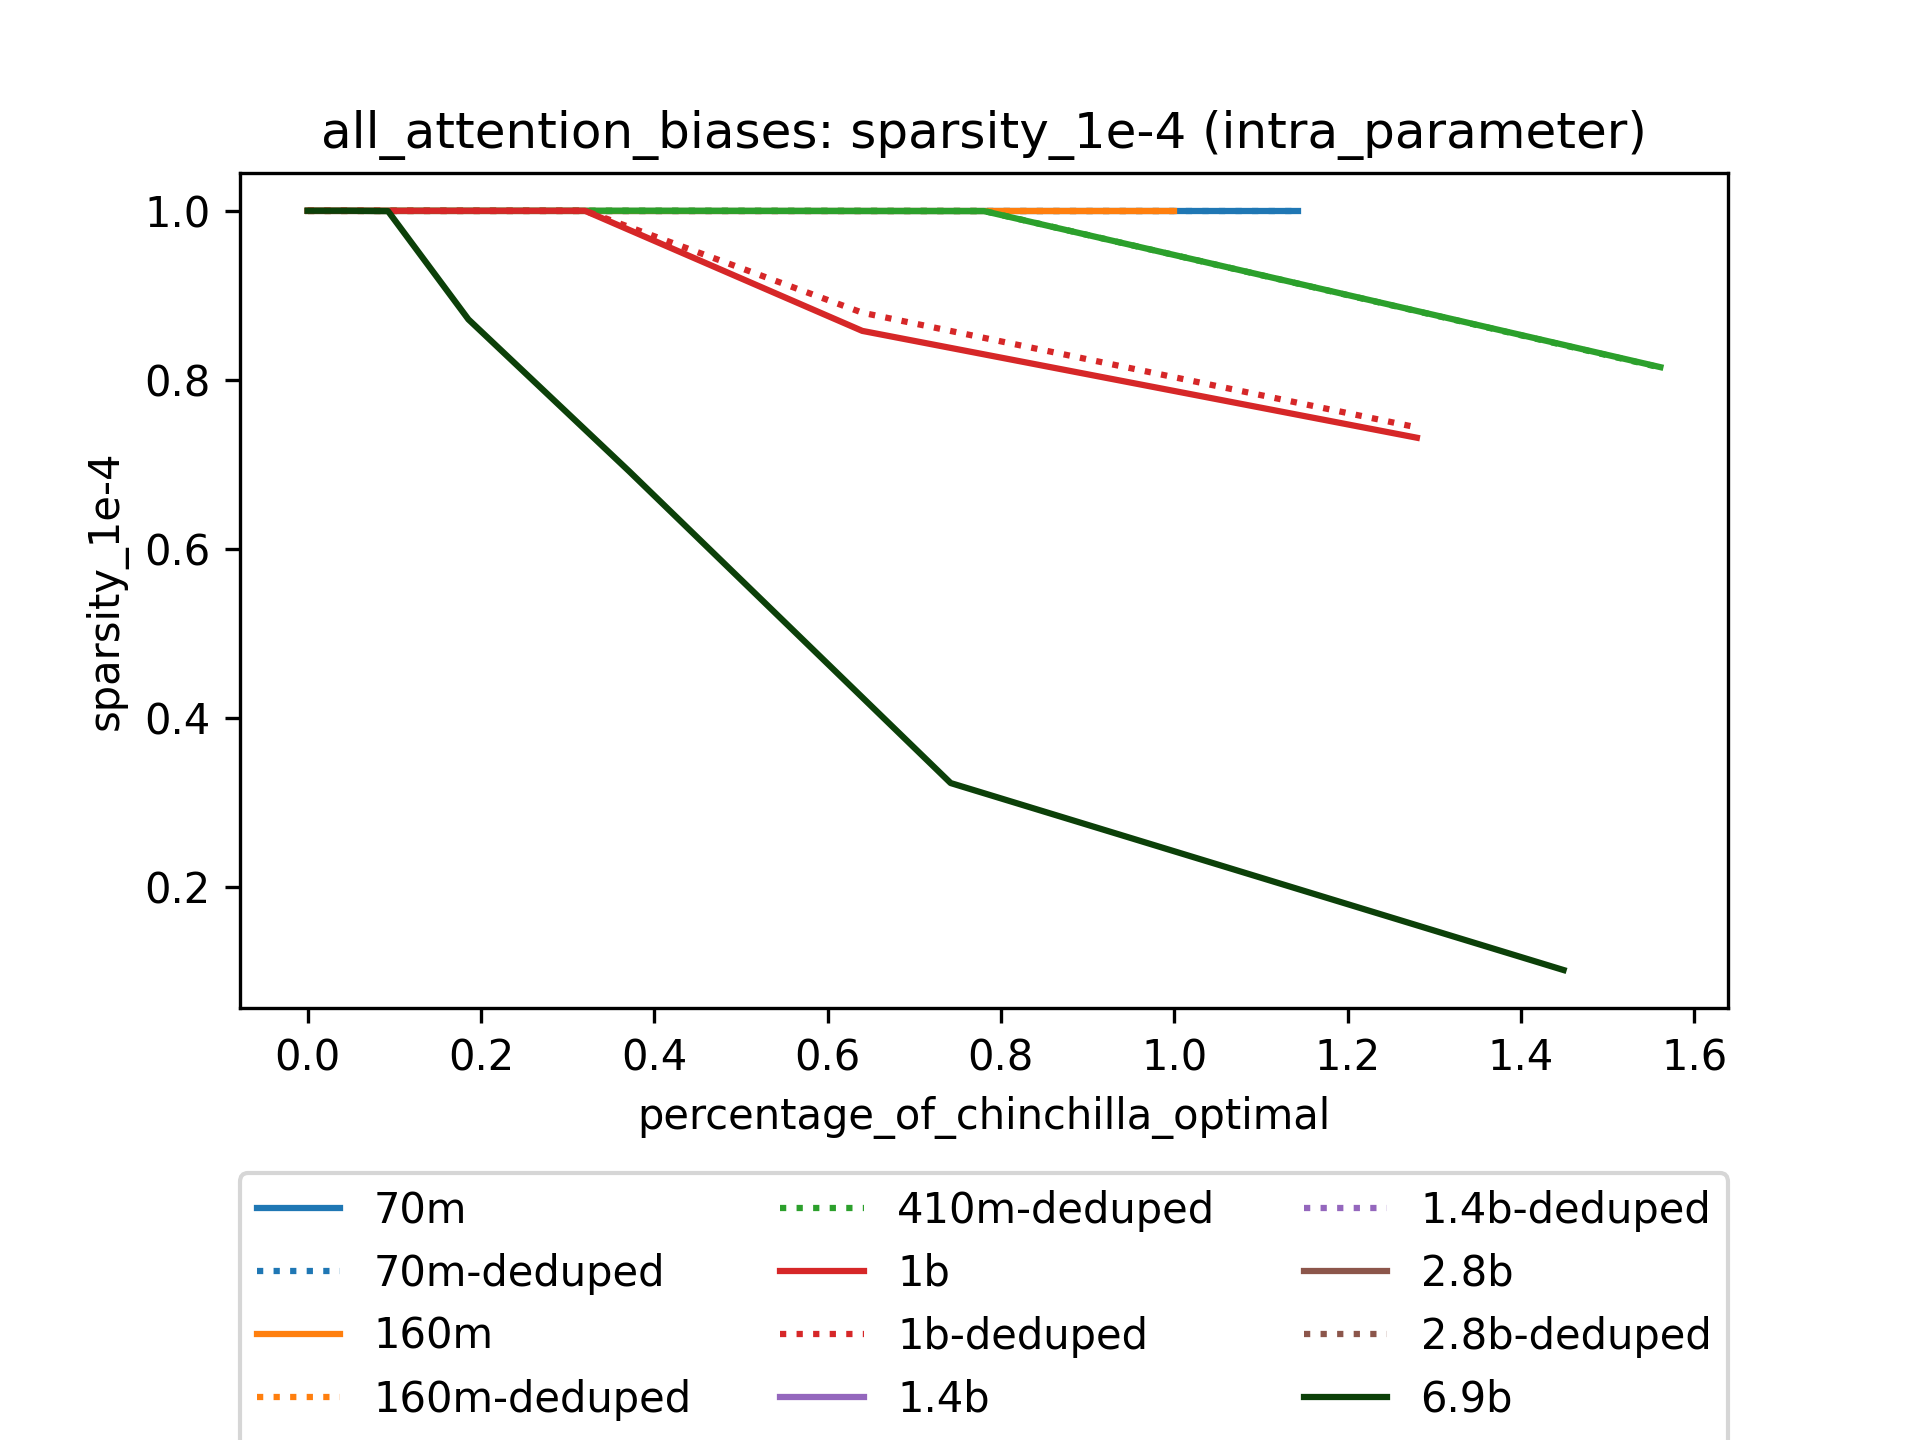 all_attention_biases: sparsity_1e-4 (intra_parameter)
sparsity_1e-4
1.0
0.8
0.6
0.4
0.2
0.0 0.2 0.4 0.6 0.8 1.0 1.2 1.4 1.6
percentage_of_chinchilla_optimal
70m
70m-deduped
160m
160m-deduped
410m-deduped
1b
1b-deduped
1.4b
1.4b-deduped
2.8b
2.8b-deduped
6.9b